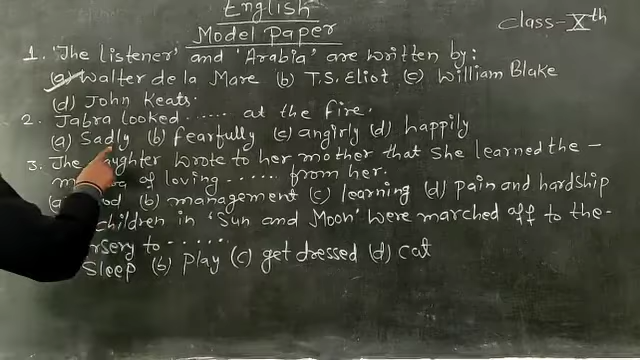 English
Model Paper
Class-Xth
1. 'The listener' and 'Arabia' are written by:
(a) Walter de la Mare (b) T.S. Eliot (c) William Blake
(d) John Keats.
2. Jabra looked ...... at the fire.
(a) Sadly (b) fearfully (c) angirly (d) happily
3. The wrote to her mother that she learned the -
of loving ...... from her.
(b) management (c) learning (d) pain and hardship
children in 'Sun and Moon' were marched off to the-
to ......
Sleep (b) play (c) get dressed (d) cat